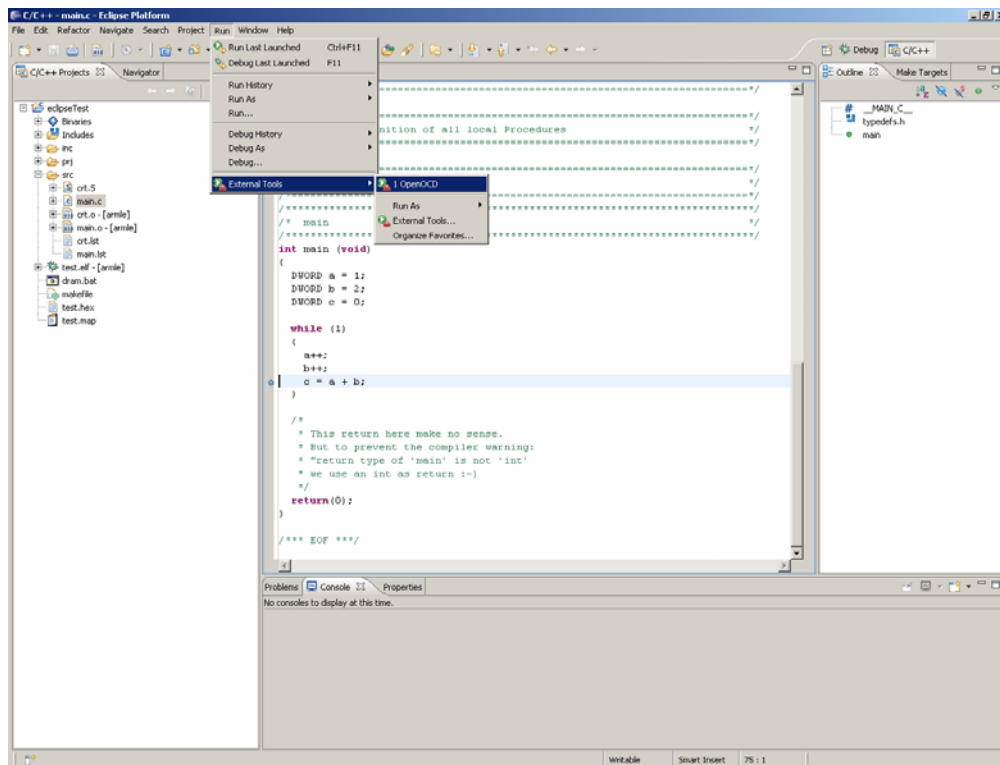 C/C++ - main.c - Eclipse Platform
File Edit Refactor Navigate Search Project Run Window Help
Debug C/C++
C/C++ Projects Navigator
eclipseTest
Binaries
Includes
inc
prj
src
crt.S
main.c
crt.o - [armle]
main.o - [armle]
crt.lst
main.lst
test.elf - [armle]
dram.bat
makefile
test.hex
test.map
Run Last Launched Ctrl+F11
Debug Last Launched F11
Run History
Run As
Run...
Debug History
Debug As
Debug...
External Tools
1 OpenOCD
Run As
External Tools...
Organize Favorites...
nition of all local Procedures */
/* main */
int main (void)
{
DWORD a = 1;
DWORD b = 2;
DWORD c = 0;
while (1)
{
a++;
b++;
c = a + b;
}
/*
* This return here make no sense.
* But to prevent the compiler warning:
* "return type of 'main' is not 'int'
* we use an int as return :-)
*/
return(0);
}
/*** EOF ***/
Outline Make Targets
__MAIN_C__
typedefs.h
main
Problems Console Properties
No consoles to display at this time.
Writable Smart Insert 75 : 1